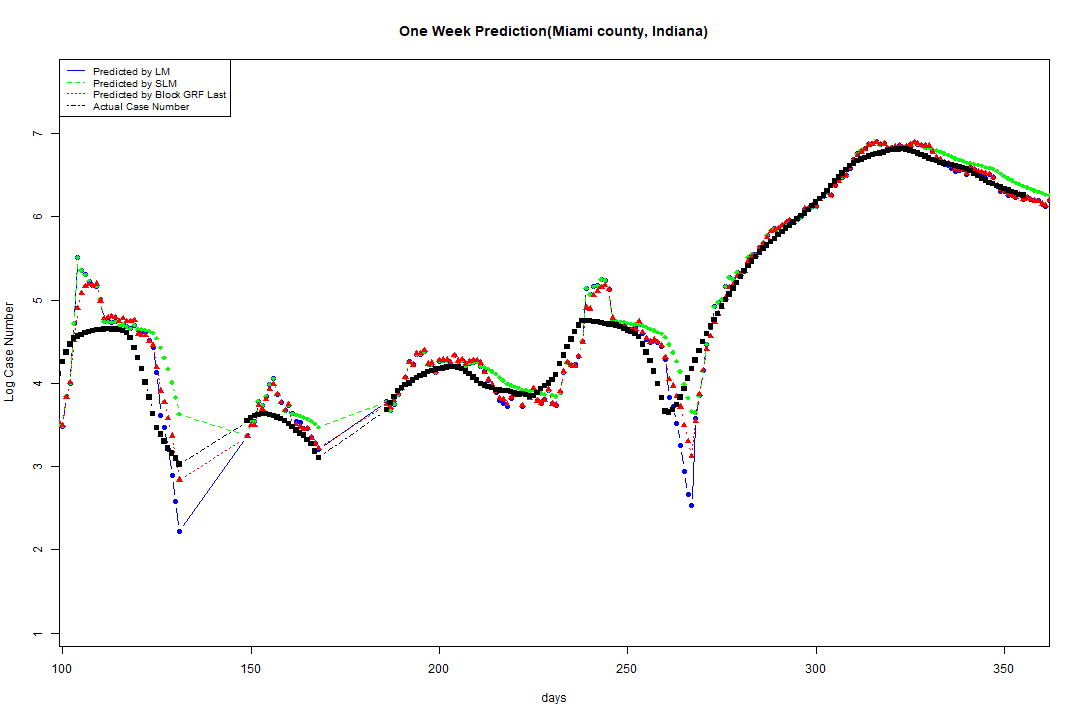 One Week Prediction(Miami county, Indiana)
Predicted by LM
Predicted by SLM
Predicted by Block GRF Last
Actual Case Number
7
6
5
4
3
2
1
Log Case Number
100 150 200 250 300 350
days